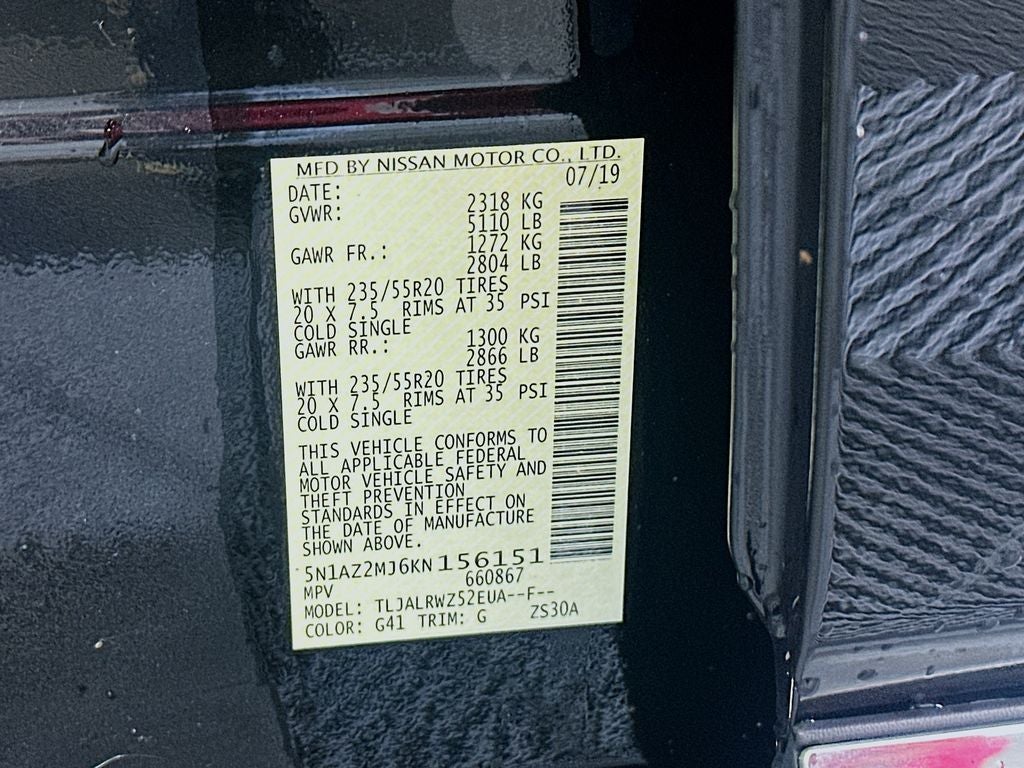 MFD BY NISSAN MOTOR CO., LTD.
DATE: 07/19
GVWR: 2318 KG
5110 LB
GAWR FR.: 1272 KG
2804 LB
WITH 235/55R20 TIRES
20 X 7.5 RIMS AT 35 PSI
COLD SINGLE
GAWR RR.: 1300 KG
2866 LB
WITH 235/55R20 TIRES
20 X 7.5 RIMS AT 35 PSI
COLD SINGLE
THIS VEHICLE CONFORMS TO
ALL APPLICABLE FEDERAL
MOTOR VEHICLE SAFETY AND
THEFT PREVENTION
STANDARDS IN EFFECT ON
THE DATE OF MANUFACTURE
SHOWN ABOVE.
5N1AZ2MJ6KN156151
MPV 660867
MODEL: TLJALRWZ52EUA--F--
COLOR: G41 TRIM: G ZS30A